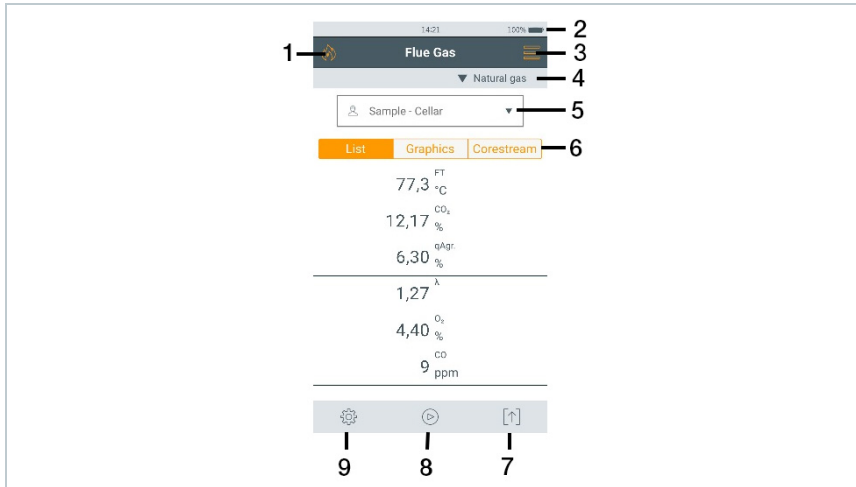 14:21 100% 2
1 Flue Gas 3
▼ Natural gas 4
Sample - Cellar ▼ 5
List Graphics Corestream 6
77,3 FT °C
12,17 CO₂ %
6,30 qAgr. %
1,27 λ
4,40 O₂ %
9 CO ppm
9 8 7